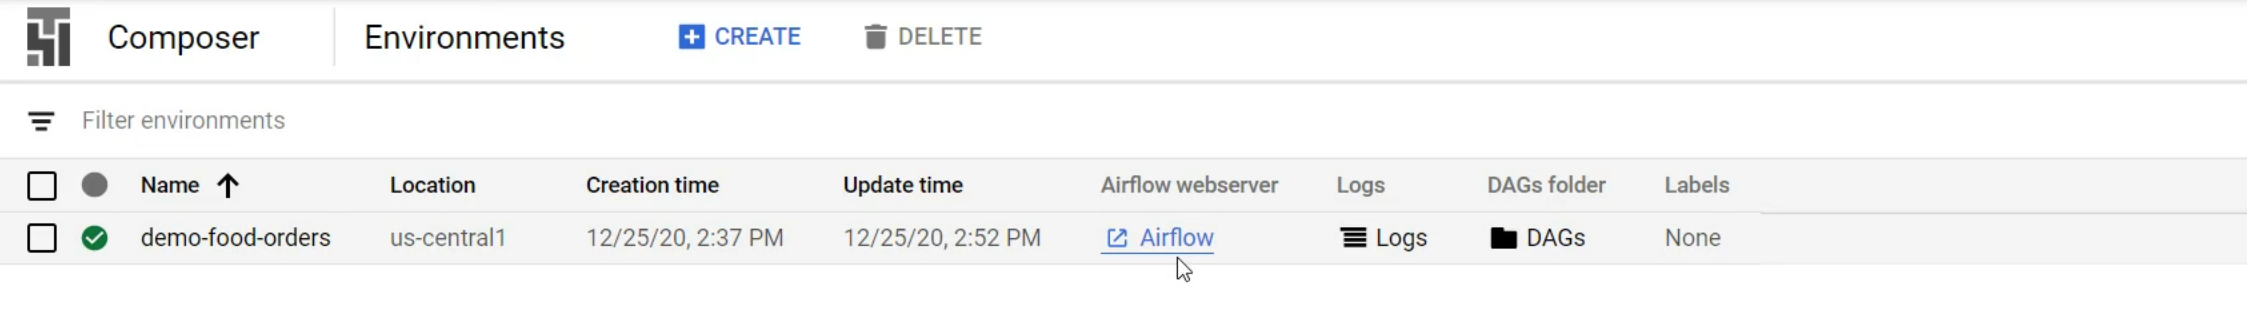 Composer Environments CREATE DELETE
Filter environments
Name Location Creation time Update time Airflow webserver Logs DAGs folder Labels
demo-food-orders us-central1 12/25/20, 2:37 PM 12/25/20, 2:52 PM Airflow Logs DAGs None